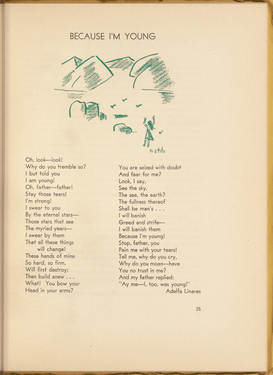 BECAUSE I'M YOUNG
Oh, look—look!
Why do you tremble so?
I but told you
I am young!
Oh, father—father!
Stay those tears!
I'm strong!
I swear to you
By the eternal stars—
Those stars that see
The myriad years—
I swear by them
That all these things
will change!
These hands of mine
So hard, so firm,
Will first destroy:
Then build anew . . .
What! You bow your
Head in your arms?
You are seized with doubt
And fear for me?
Look, I say,
See the sky,
The sea, the earth?
The fullness thereof
Shall be man's . . .
I will banish
Greed and strife—
I will banish them
Because I'm young!
Stop, father, you
Pain me with your tears!
Tell me, why do you cry,
Why do you moan—have
You no trust in me?
And my father replied:
"Ay me—I, too, was young!"
Adelfa Linares
25